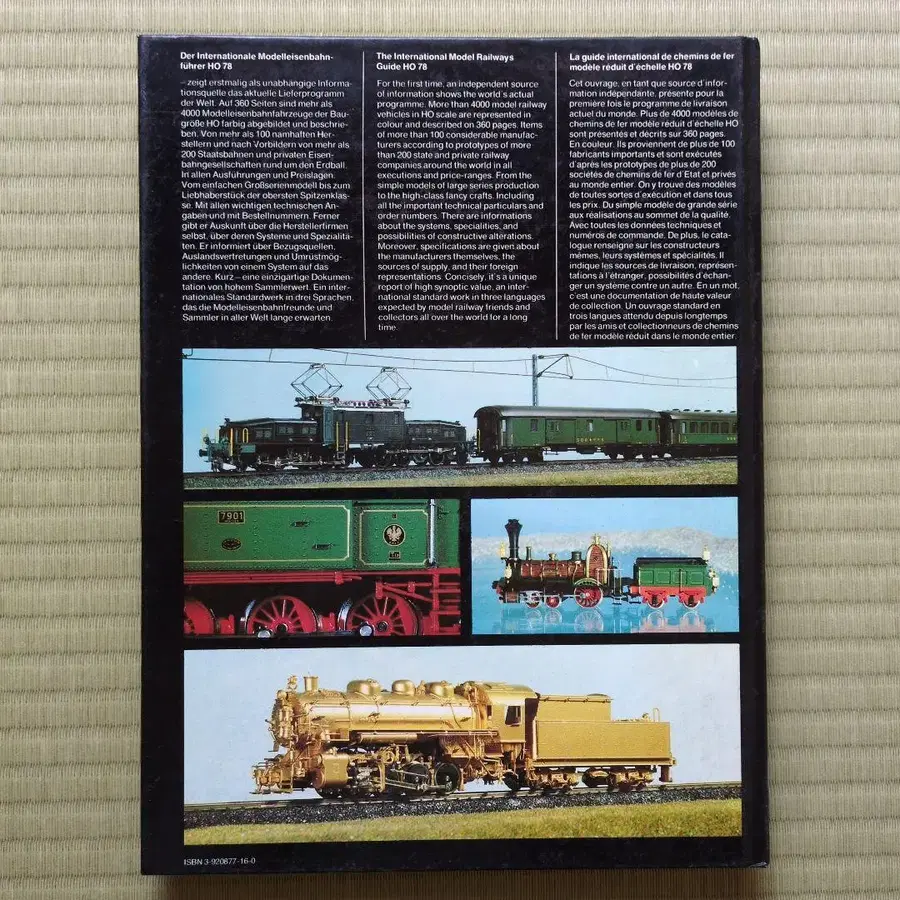 Der Internationale Modelleisenbahn-
führer HO 78
– zeigt erstmalig als unabhängige Informa-
tionsquelle das aktuelle Lieferprogramm
der Welt. Auf 360 Seiten sind mehr als
4000 Modelleisenbahnfahrzeuge der Bau-
größe HO farbig abgebildet und beschrie-
ben. Von mehr als 100 namhaften Her-
stellern und nach Vorbildern von mehr als
200 Staatsbahnen und privaten Eisen-
bahngesellschaften rund um den Erdball.
In allen Ausführungen und Preislagen.
Vom einfachen Großserienmodell bis zum
Liebhaberstück der obersten Spitzenklas-
se. Mit allen wichtigen technischen An-
gaben und mit Bestellnummern. Ferner
gibt er Auskunft über die Herstellerfirmen
selbst, über deren Systeme und Spezialitä-
ten. Er informiert über Bezugsquellen,
Auslandsvertretungen und Umrüstmög-
lichkeiten von einem System auf das
andere. Kurz – eine einzigartige Dokumen-
tation von hohem Sammlerwert. Ein inter-
nationales Standardwerk in drei Sprachen,
das die Modelleisenbahnfreunde und
Sammler in aller Welt lange erwarten.
The International Model Railways
Guide HO 78
For the first time, an independent source
of information shows the world's actual
programme. More than 4000 model railway
vehicles in HO scale are represented in
colour and described on 360 pages. Items
of more than 100 considerable manufac-
turers according to prototypes of more
than 200 state and private railway
companies around the world in all
executions and price-ranges. From the
simple models of large series production
to the high-class fancy crafts. Including
all the important technical particulars and
order numbers. There are informations
about the systems, specialities, and
possibilities of constructive alterations.
Moreover, specifications are given about
the manufacturers themselves, the
sources of supply, and their foreign
representations. Concisely, it's a unique
report of high synoptic value, an inter-
national standard work in three languages
expected by model railway friends and
collectors all over the world for a long
time.
La guide international de chemins de fer
modèle réduit d'échelle HO 78
Cet ouvrage, en tant que source d'infor-
mation indépendante, présente pour la
première fois le programme de livraison
actuel du monde. Plus de 4000 modèles de
chemins de fer modèle réduit d'échelle HO
sont présentés et décrits sur 360 pages.
En couleur. Ils proviennent de plus de 100
fabricants importants et sont exécutés
d'après les prototypes de plus de 200
sociétés de chemins de fer d'Etat et privés
au monde entier. On y trouve des modèles
de toutes sortes d'exécution et dans tous
les prix. Du simple modèle de grande série
aux réalisations au sommet de la qualité.
Avec toutes les données techniques et
numéros de commande. De plus, le cata-
logue renseigne sur les constructeurs
mêmes, leurs systèmes et spécialités. Il
indique les sources de livraison, représen-
tations à l'étranger, possibilités d'échan-
ger un système contre un autre. En un mot,
c'est une documentation de haute valeur
de collection. Un ouvrage standard en
trois langues attendu depuis longtemps
par les amis et collectionneurs de chemins
de fer modèle réduit dans le monde entier.
7901
ISBN 3-920877-16-0